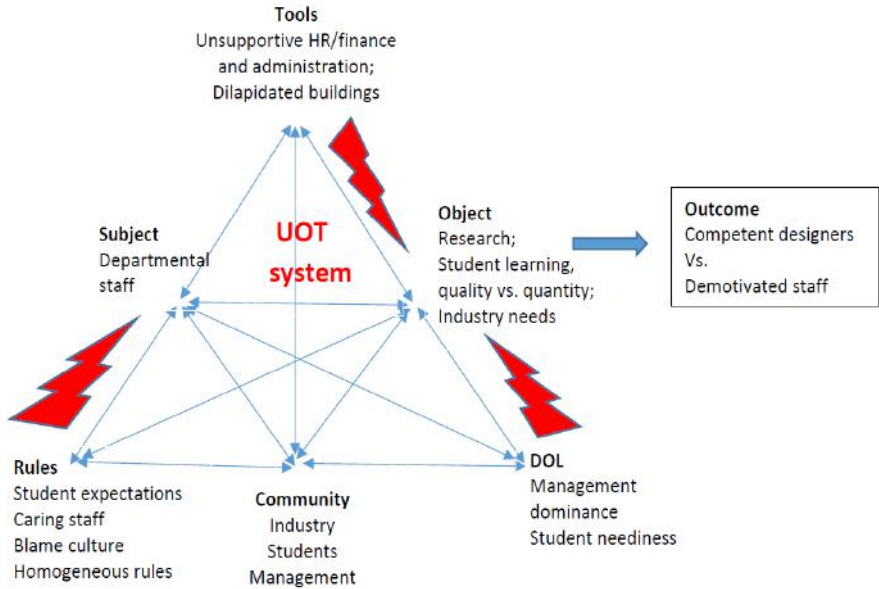 Tools
Unsupportive HR/finance
and administration;
Dilapidated buildings
Subject
Departmental
staff
UOT
system
Object
Research;
Student learning,
quality vs. quantity;
Industry needs
Outcome
Competent designers
Vs.
Demotivated staff
Rules
Student expectations
Caring staff
Blame culture
Homogeneous rules
Community
Industry
Students
Management
DOL
Management
dominance
Student neediness